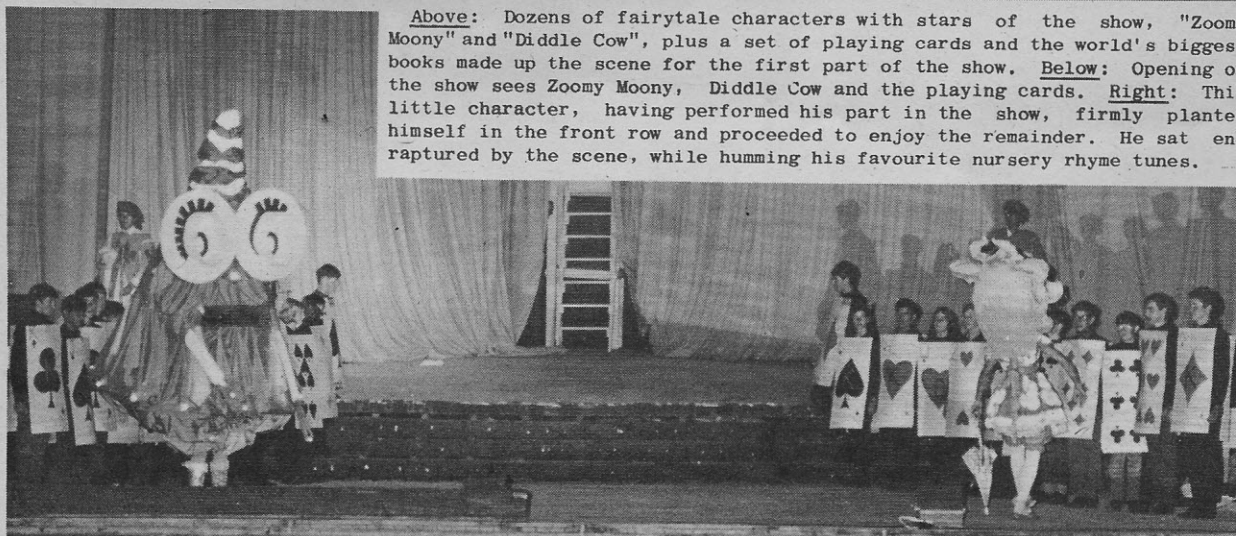 Above: Dozens of fairytale characters with stars of the show, "Zoom
Moony" and "Diddle Cow", plus a set of playing cards and the world's bigges
books made up the scene for the first part of the show. Below: Opening o
the show sees Zoomy Moony, Diddle Cow and the playing cards. Right: Thi
little character, having performed his part in the show, firmly plante
himself in the front row and proceeded to enjoy the remainder. He sat en
raptured by the scene, while humming his favourite nursery rhyme tunes.